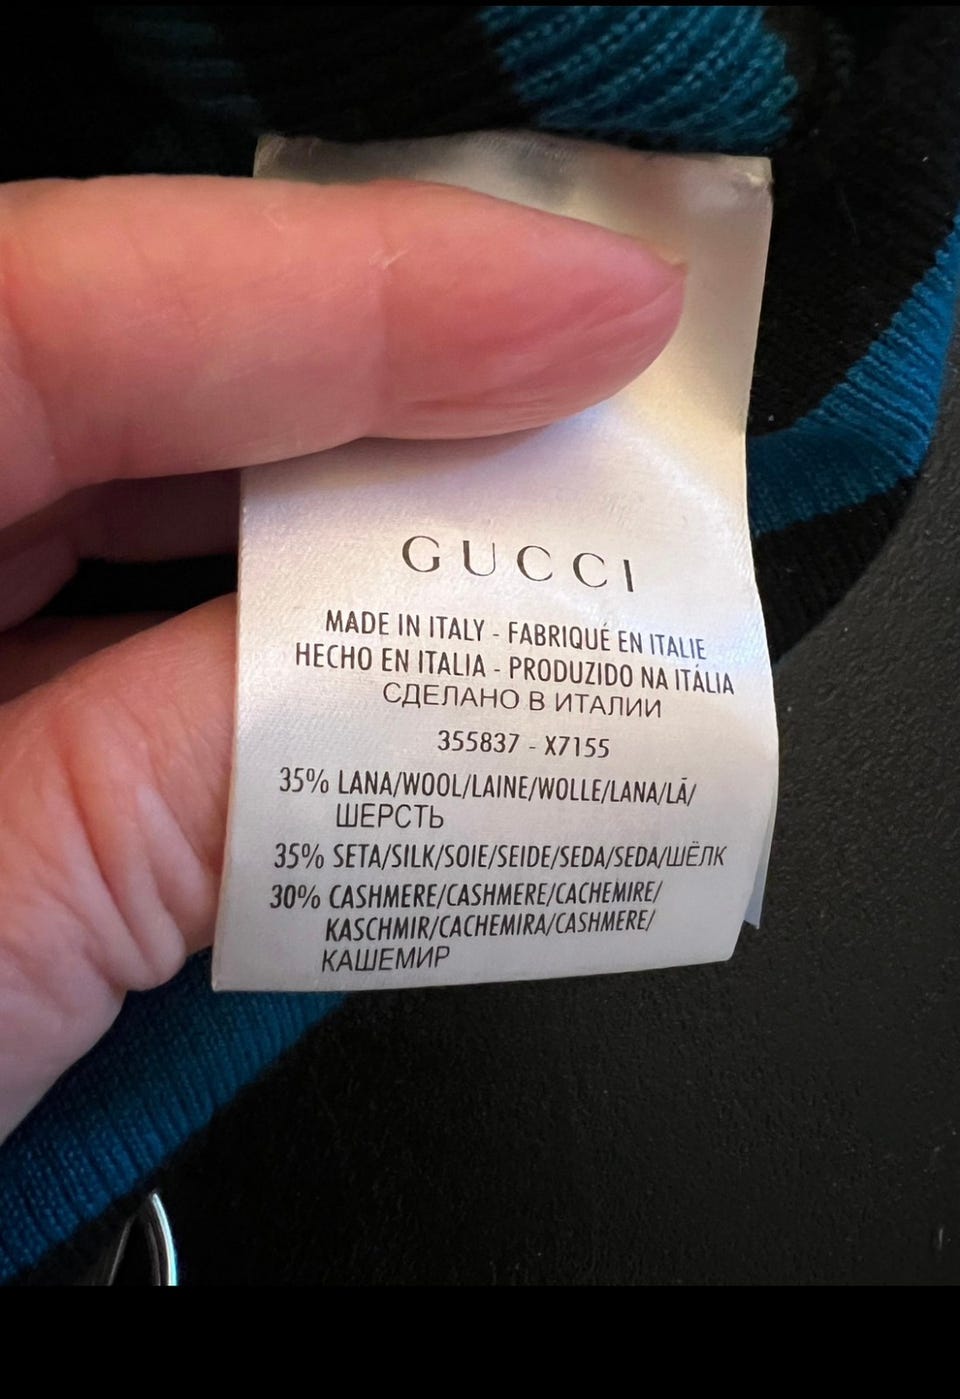 GUCCI
MADE IN ITALY - FABRIQUÉ EN ITALIE
HECHO EN ITALIA - PRODUZIDO NA ITÁLIA
СДЕЛАНО В ИТАЛИИ
355837 - X7155
35% LANA/WOOL/LAINE/WOLLE/LANA/LÃ/
ШЕРСТЬ
35% SETA/SILK/SOIE/SEIDE/SEDA/SEDA/ШЁЛК
30% CASHMERE/CASHMERE/CACHEMIRE/
KASCHMIR/CACHEMIRA/CASHMERE/
КАШЕМИР